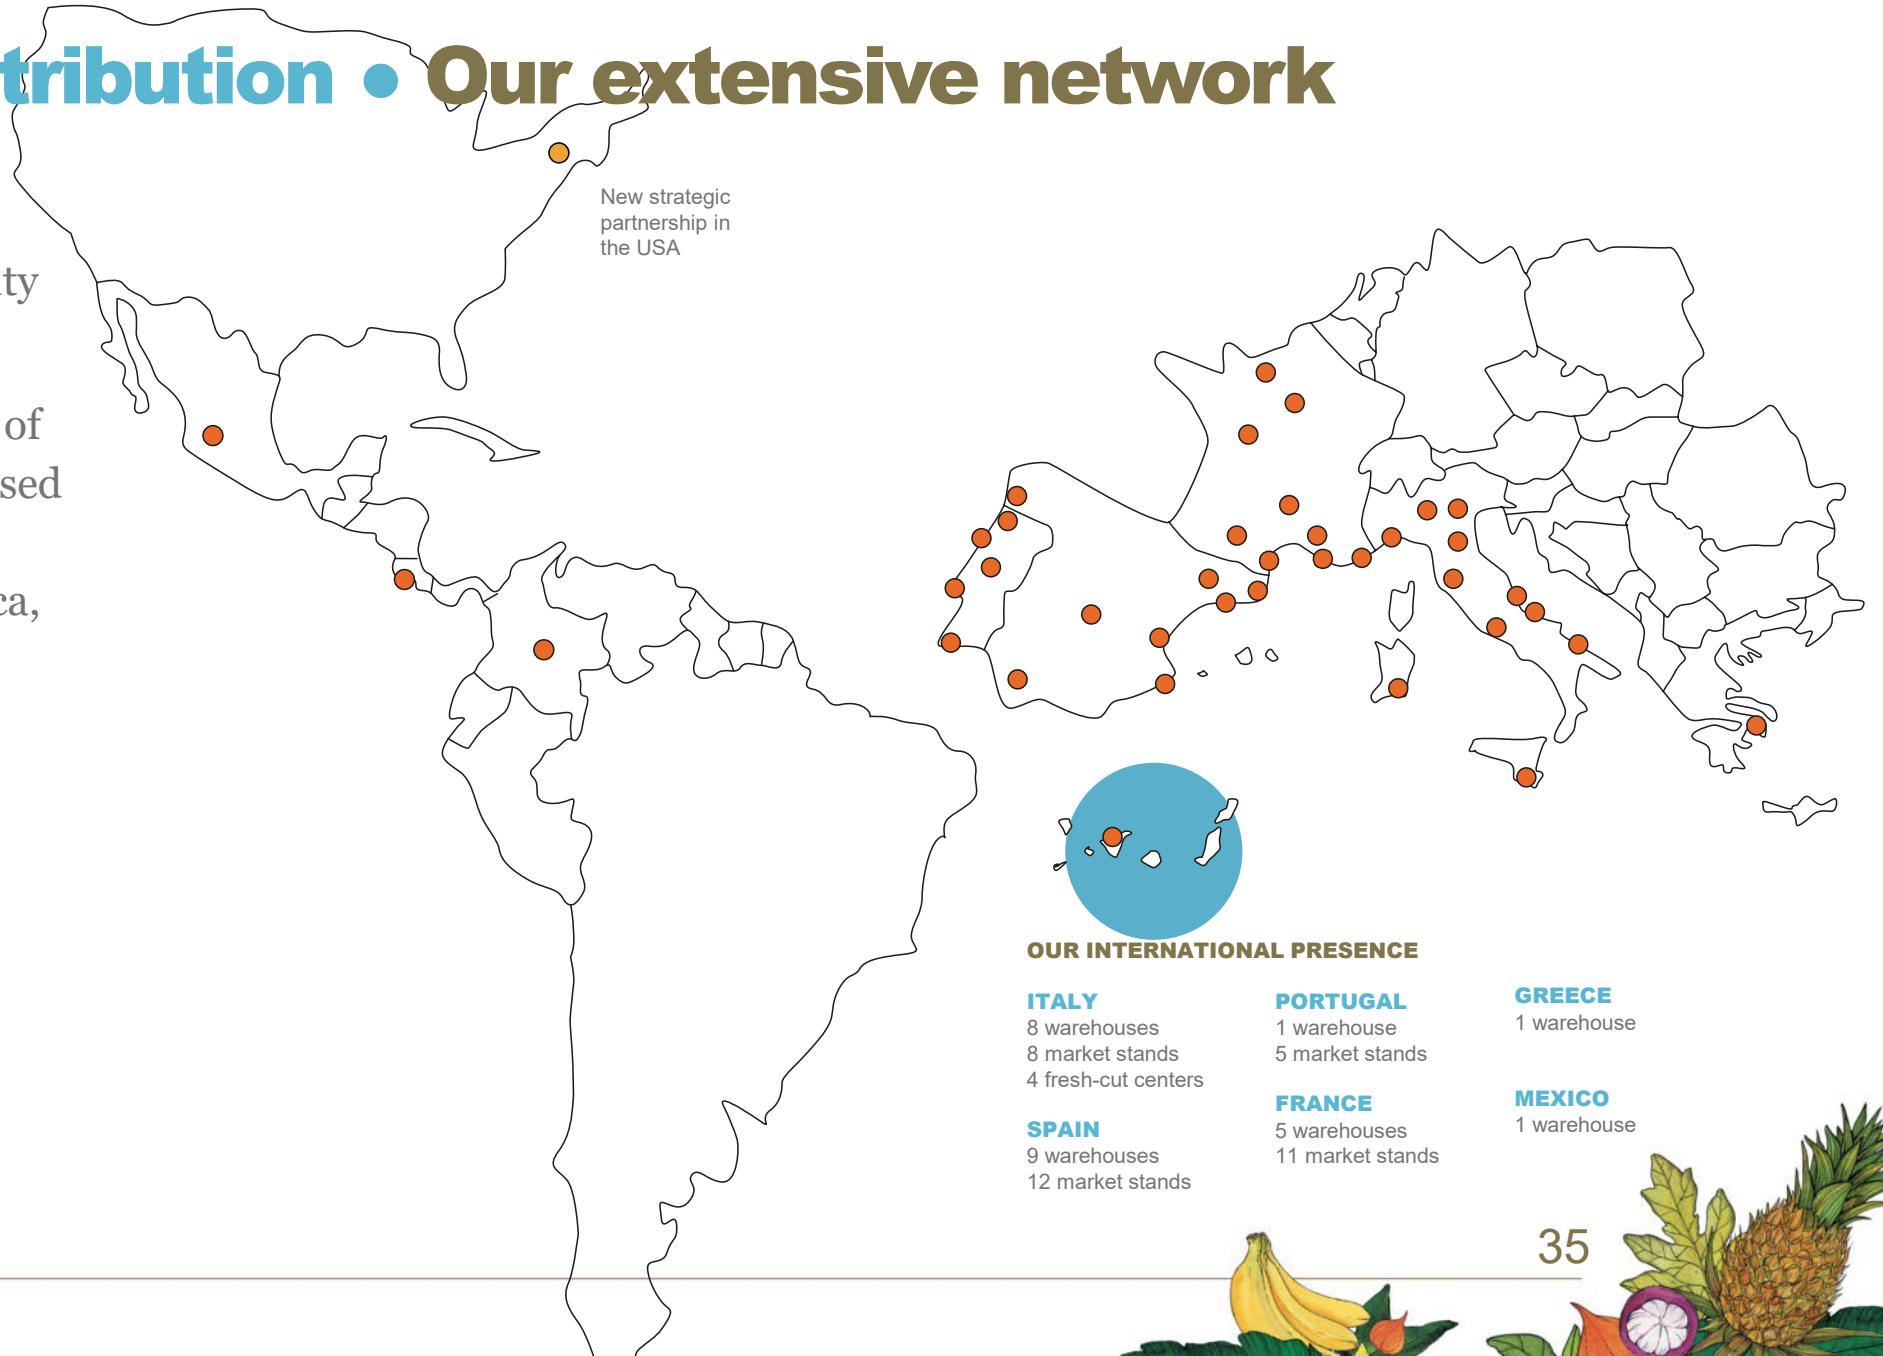 tribution • Our extensive network
New strategic
partnership in
the USA
ty
of
sed
ca,
OUR INTERNATIONAL PRESENCE
ITALY
8 warehouses
8 market stands
4 fresh-cut centers
SPAIN
9 warehouses
12 market stands
PORTUGAL
1 warehouse
5 market stands
FRANCE
5 warehouses
11 market stands
GREECE
1 warehouse
MEXICO
1 warehouse
35